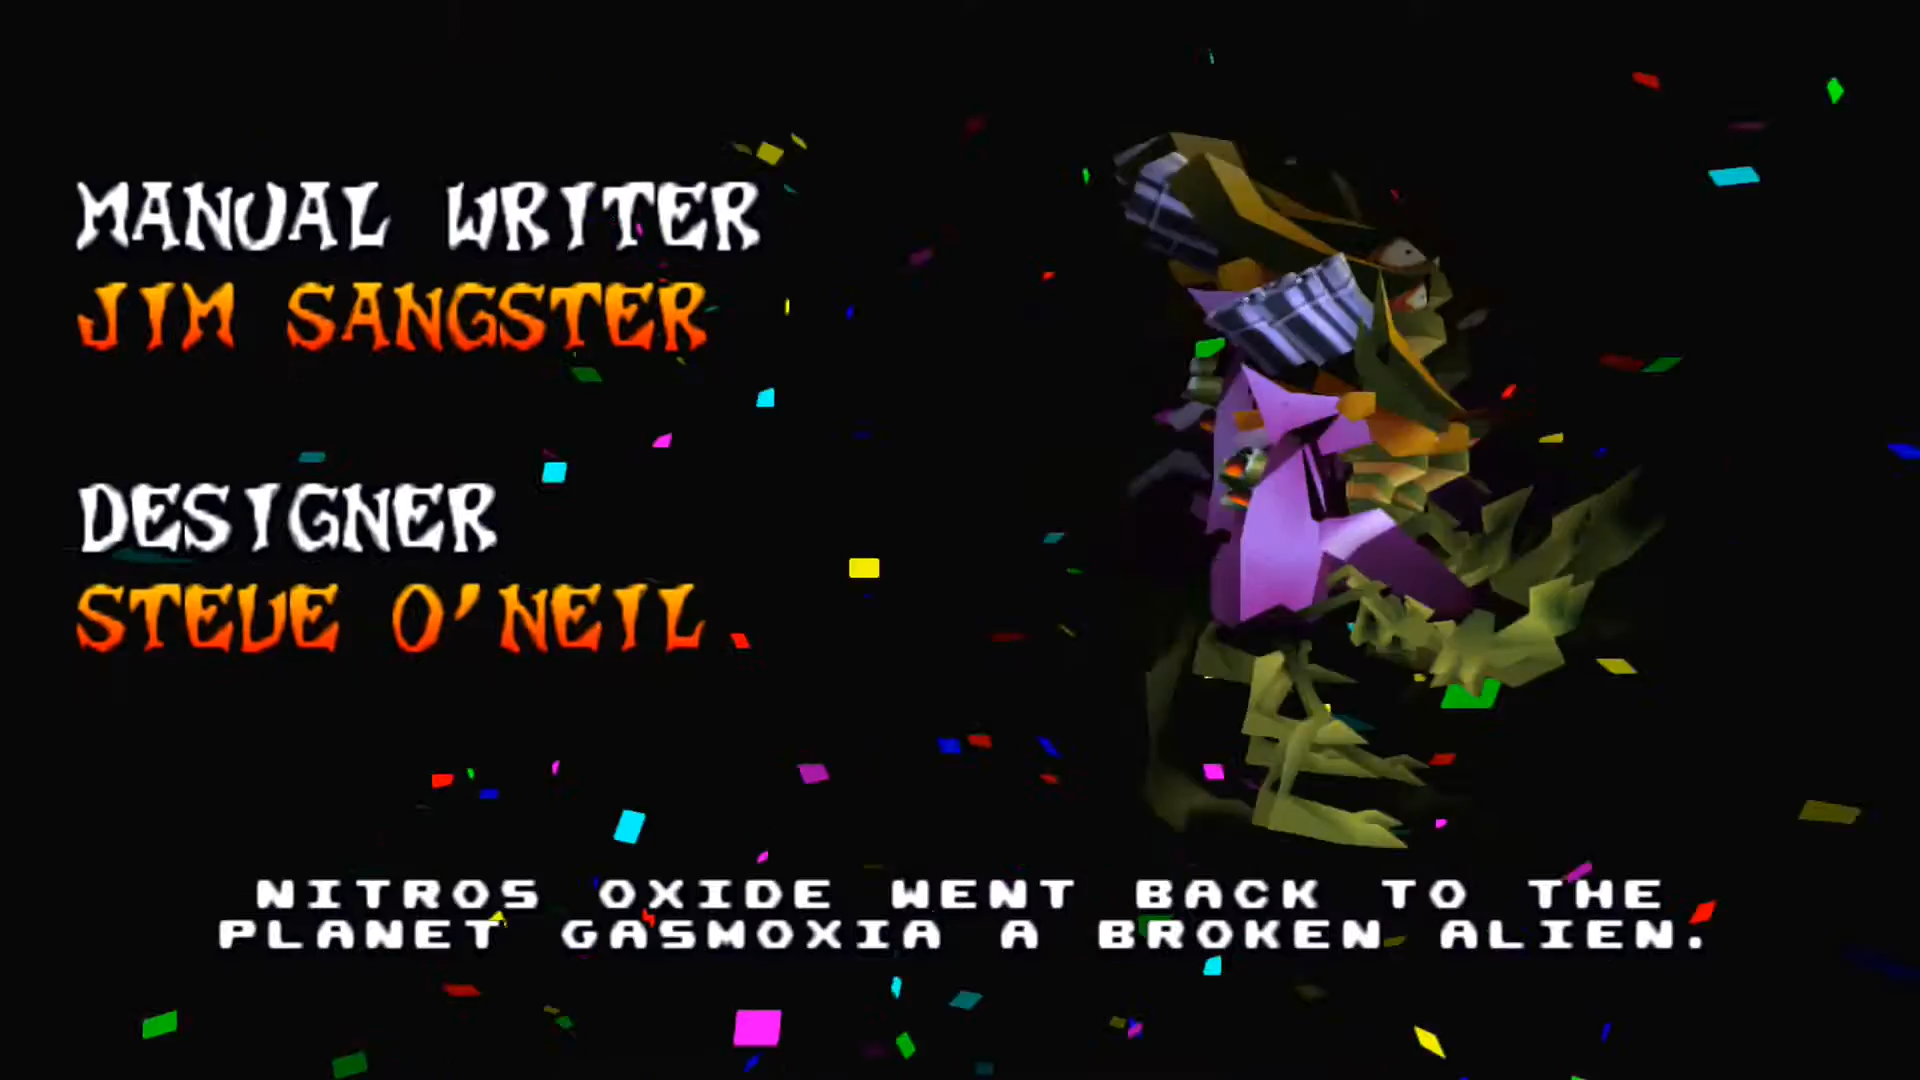 MANUAL WRITER
JIM SANGSTER
DESIGNER
STEVE O'NEIL
NITROS OXIDE WENT BACK TO THE
PLANET GASMOXIA A BROKEN ALIEN.